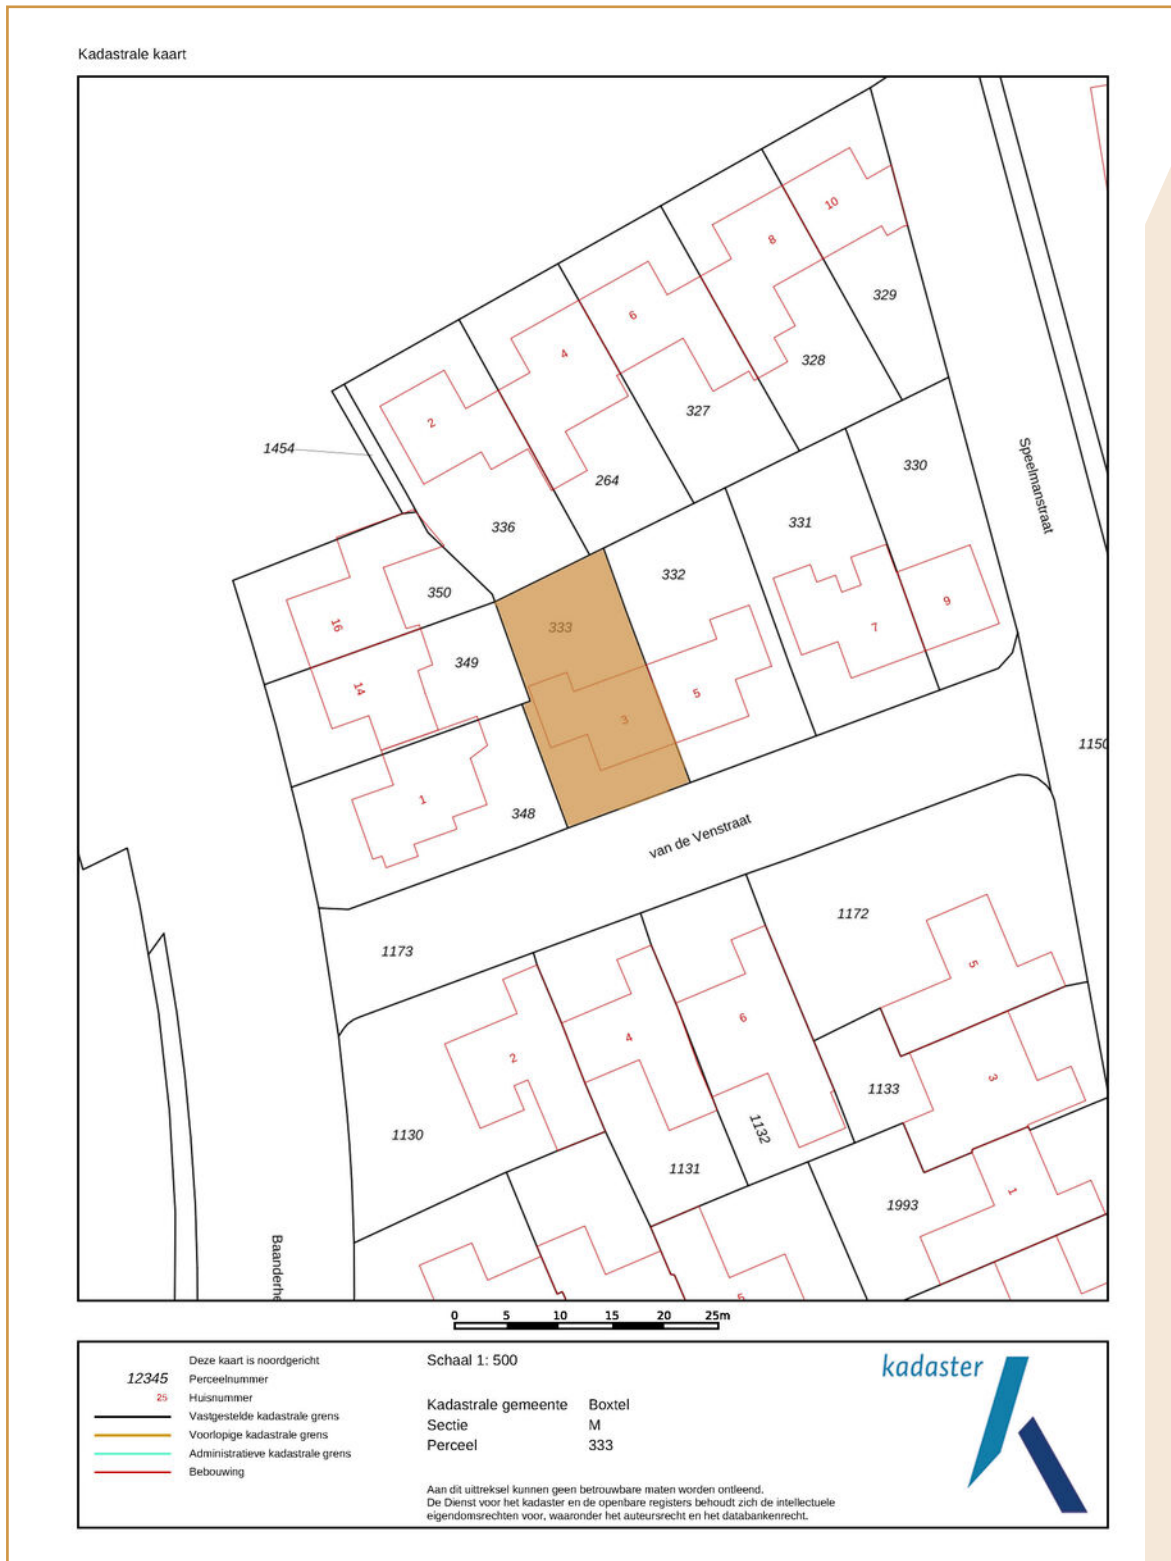 Kadastrale kaart
10
8
329
6
4
328
327
2
1454
264
Speelmanstraat
330
331
336
332
350
333
9
16
7
349
14
5
3
1150
1
348
van de Venstraat
1172
1173
5
6
4
2
3
1133
1130
1132
1131
1
1993
Baanderhe
5
0 5 10 15 20 25m
Deze kaart is noordgericht
12345 Perceelnummer
25 Huisnummer
Vastgestelde kadastrale grens
Voorlopige kadastrale grens
Administratieve kadastrale grens
Bebouwing
Schaal 1: 500
Kadastrale gemeente Boxtel
Sectie M
Perceel 333
Aan dit uittreksel kunnen geen betrouwbare maten worden ontleend.
De Dienst voor het kadaster en de openbare registers behoudt zich de intellectuele
eigendomsrechten voor, waaronder het auteursrecht en het databankenrecht.
kadaster